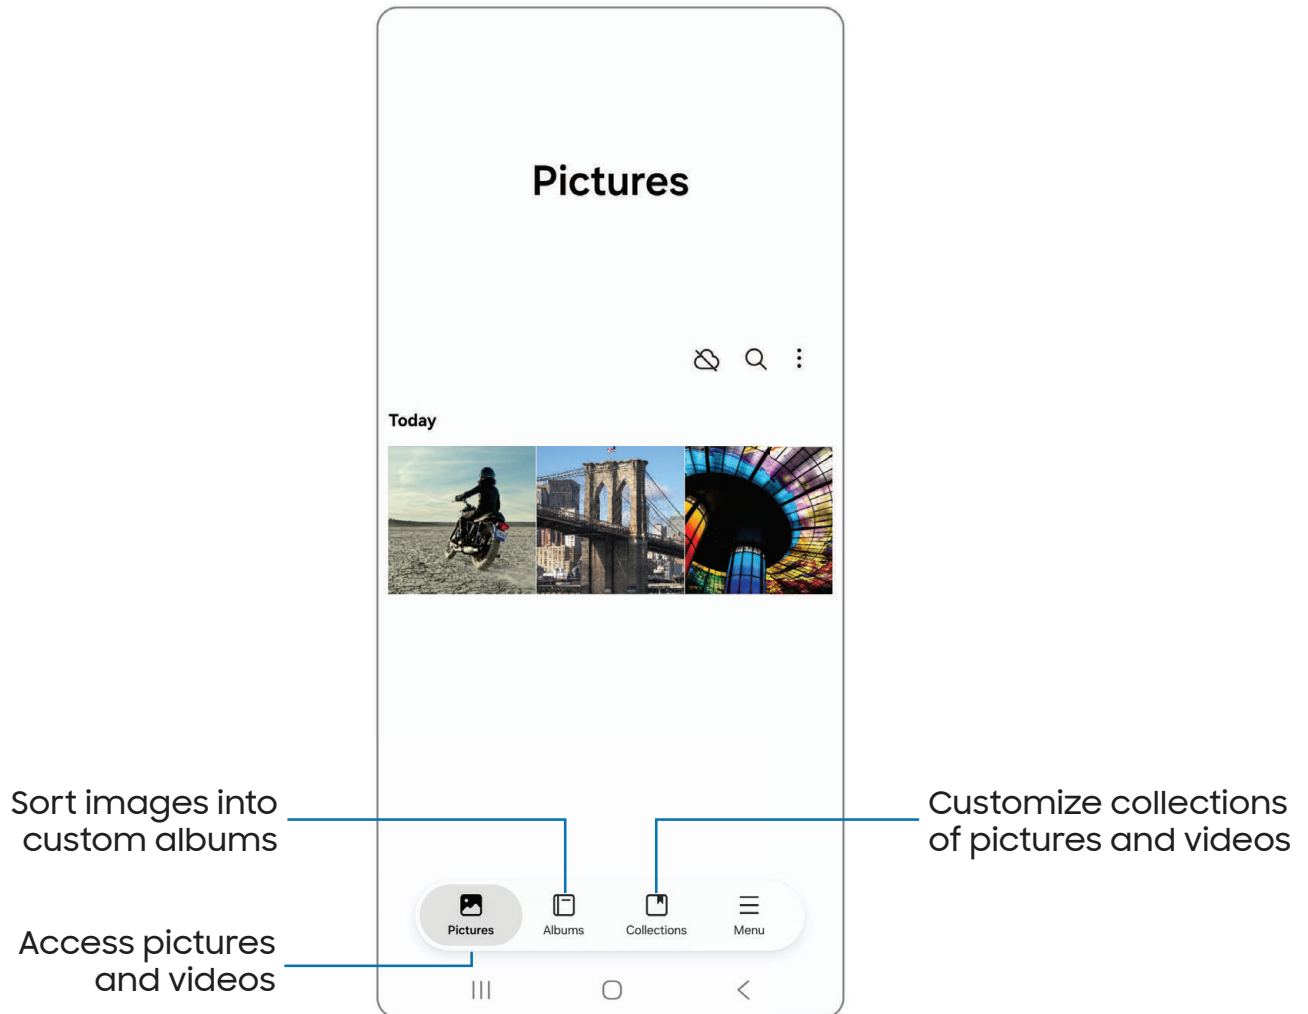 Pictures
Today
Sort images into
custom albums
Customize collections
of pictures and videos
Pictures
Albums
Collections
Menu
Access pictures
and videos